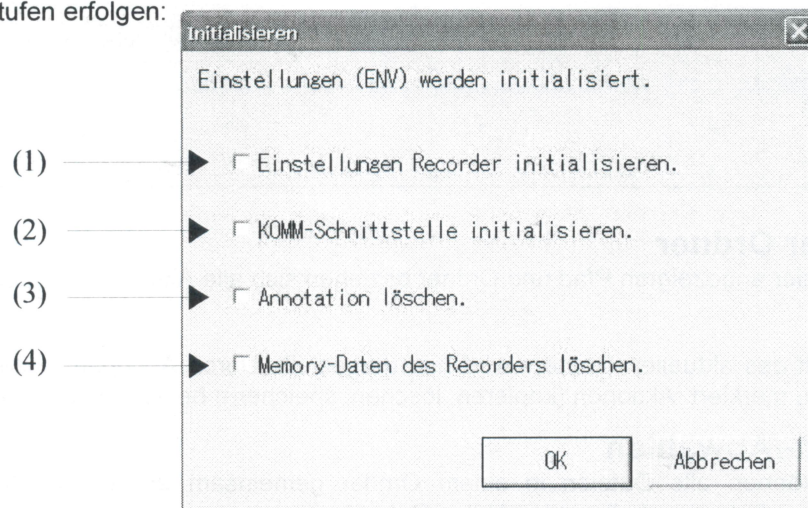 tufen erfolgen:
Initialisieren
Einstellungen (ENV) werden initialisiert.
(1) Einstellungen Recorder initialisieren.
(2) KOMM-Schnittstelle initialisieren.
(3) Annotation löschen.
(4) Memory-Daten des Recorders löschen.
OK Abbrechen